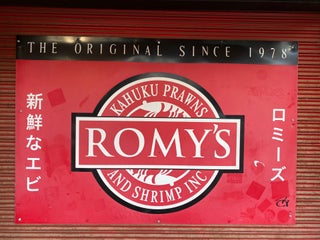 THE ORIGINAL SINCE 1978
KAHUKU PRAWNS
ROMY'S
AND SHRIMP INC
新鮮なエビ
ロミーズ